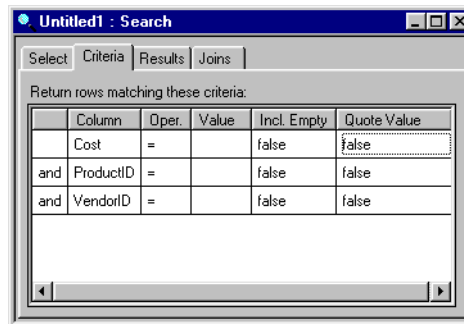 Untitled1 : Search
Select Criteria Results Joins
Return rows matching these criteria:
Column Oper. Value Incl. Empty Quote Value
Cost = false false
and ProductID = false false
and VendorID = false false